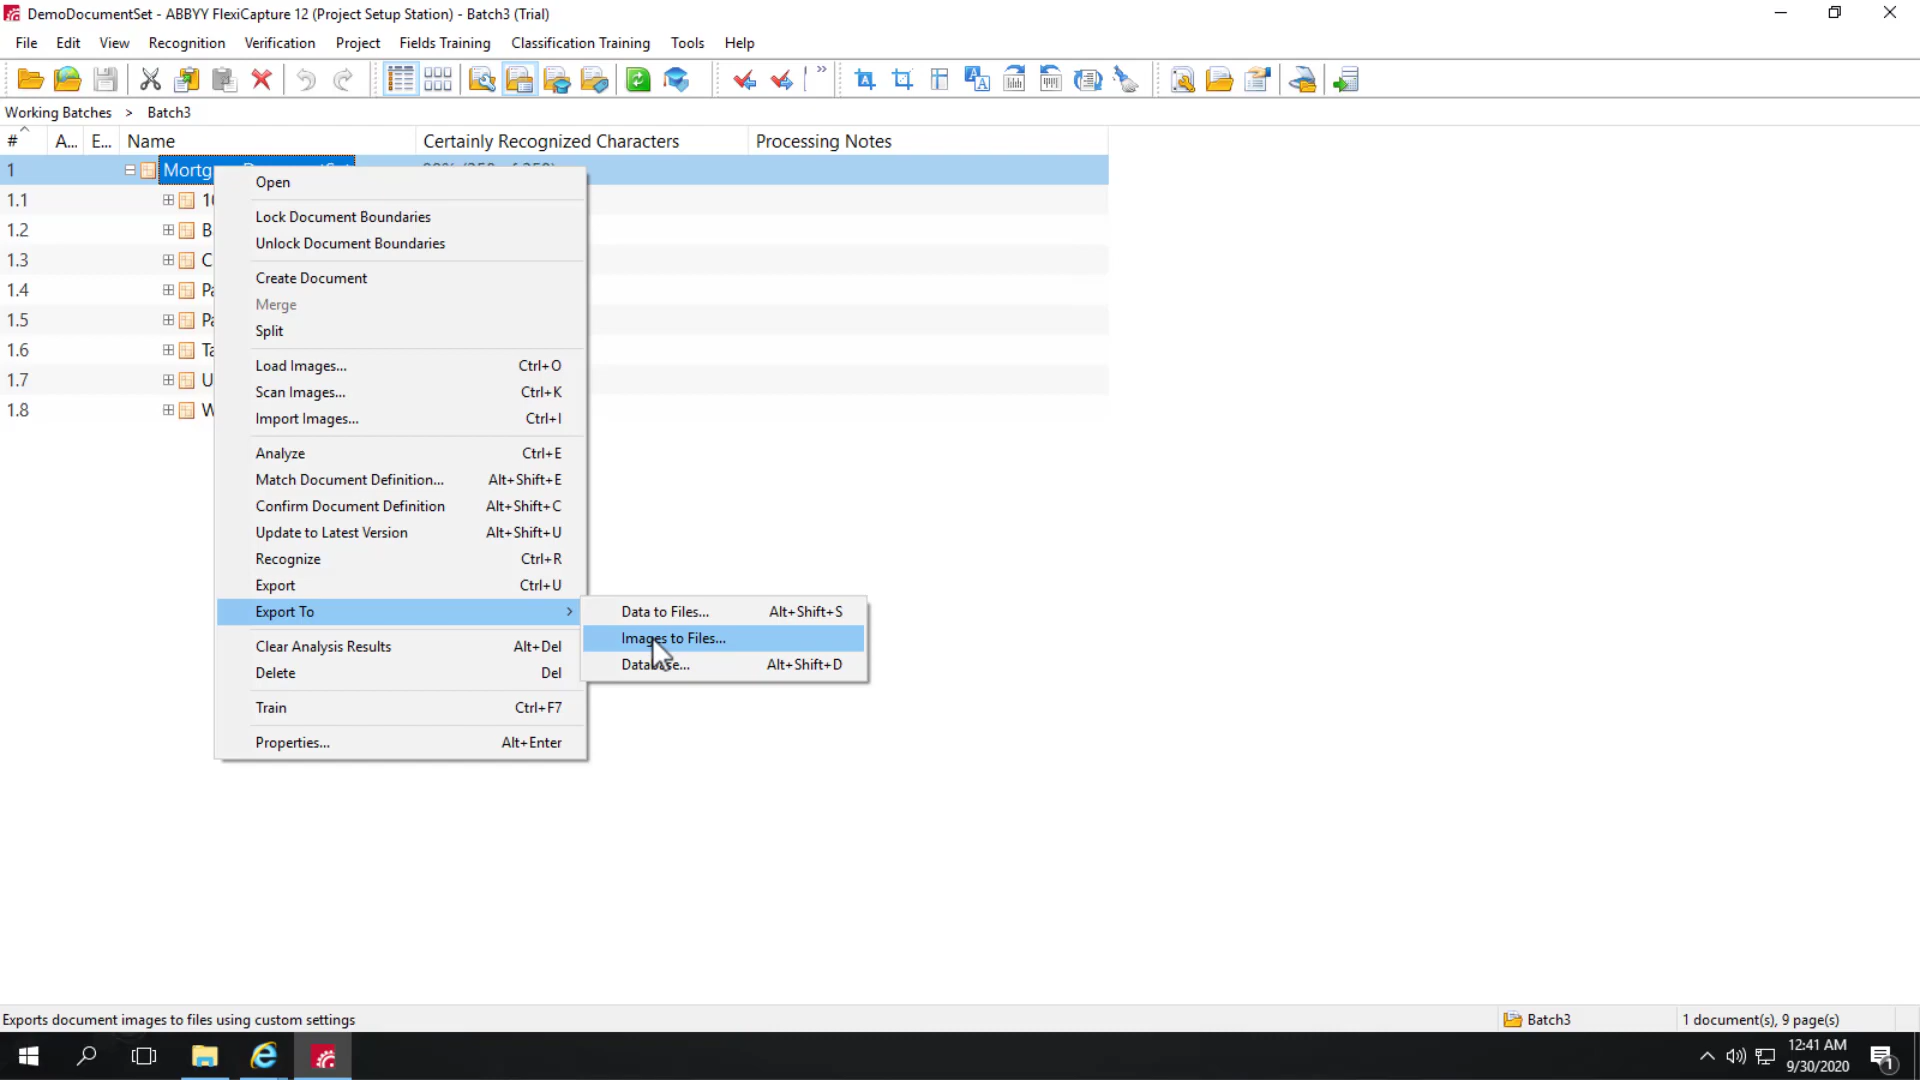 DemoDocumentSet - ABBYY FlexiCapture 12 (Project Setup Station) - Batch3 (Trial)
File Edit View Recognition Verification Project Fields Training Classification Training Tools Help
Working Batches > Batch3
# A... E... Name Certainly Recognized Characters Processing Notes
1 Mortg
1.1
1.2 B
1.3 C
1.4 Pa
1.5 Pa
1.6 Ta
1.7 U
1.8 W
Open
Lock Document Boundaries
Unlock Document Boundaries
Create Document
Merge
Split
Load Images... Ctrl+O
Scan Images... Ctrl+K
Import Images... Ctrl+I
Analyze Ctrl+E
Match Document Definition... Alt+Shift+E
Confirm Document Definition Alt+Shift+C
Update to Latest Version Alt+Shift+U
Recognize Ctrl+R
Export Ctrl+U
Export To >
Clear Analysis Results Alt+Del
Delete Del
Train Ctrl+F7
Properties... Alt+Enter
Data to Files... Alt+Shift+S
Images to Files...
Database... Alt+Shift+D
Exports document images to files using custom settings
Batch3
1 document(s), 9 page(s)
12:41 AM
9/30/2020
1